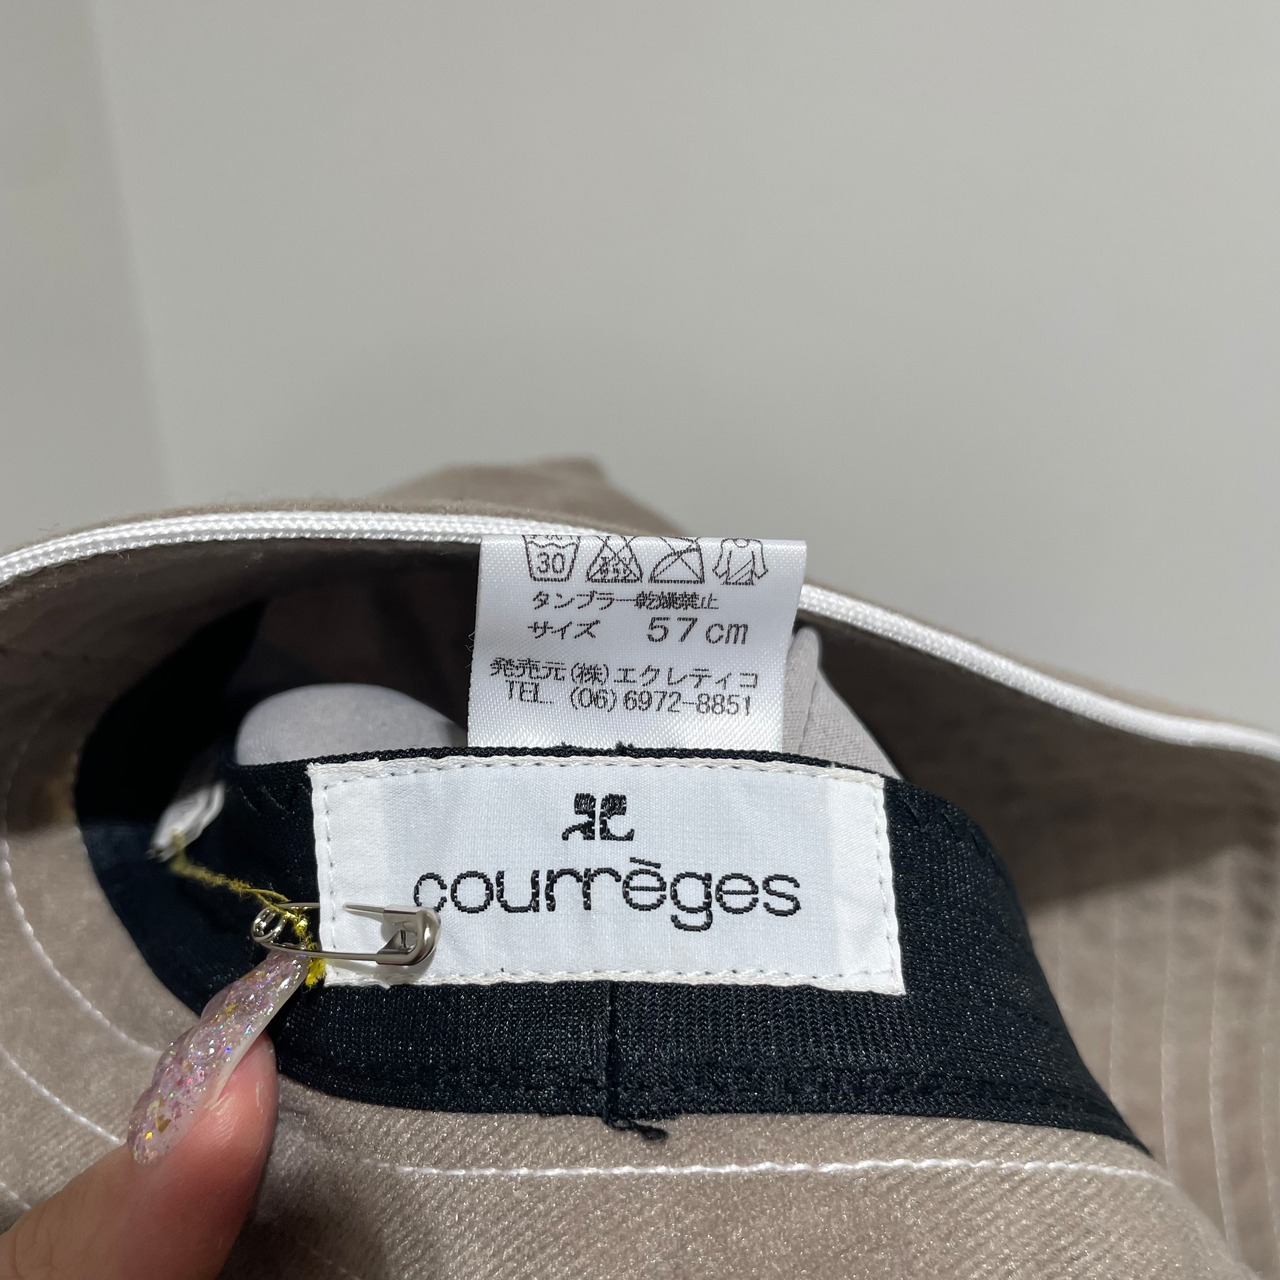 30
タンブラー乾燥禁止
サイズ 57cm
発売元(株)エクレティコ
TEL. (06)6972-8851
courrèges